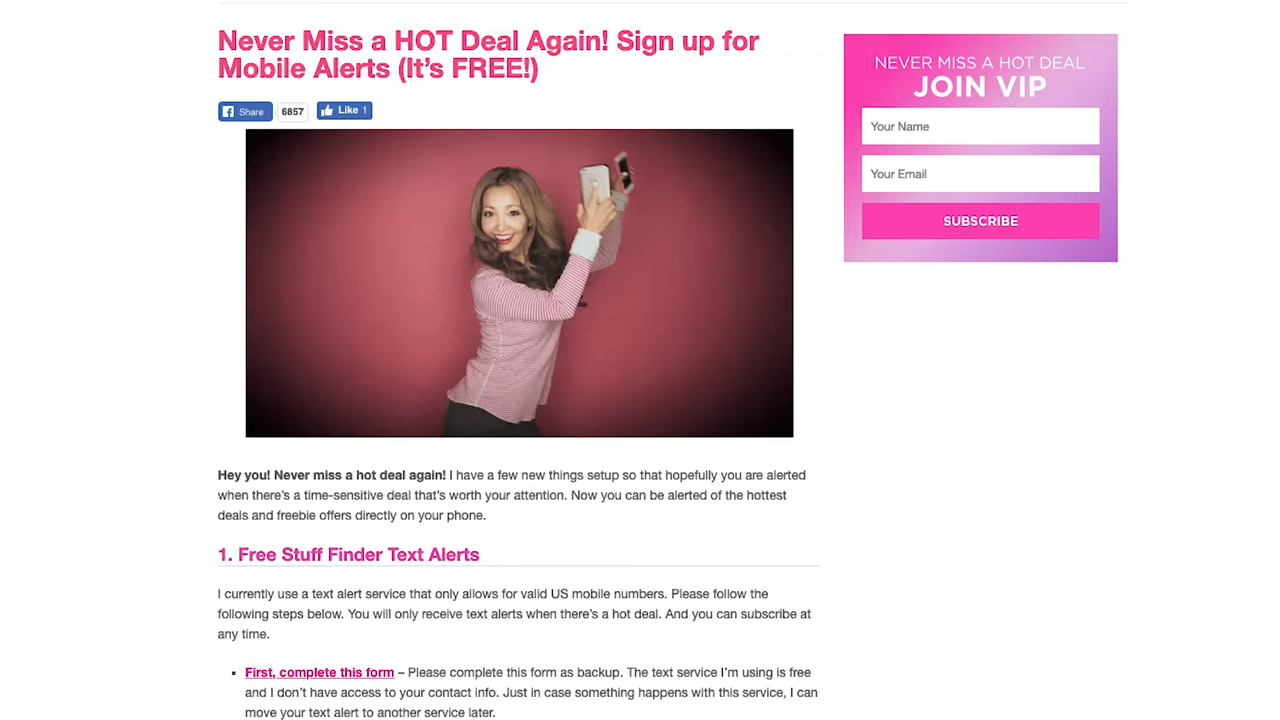 Never Miss a HOT Deal Again! Sign up for
Mobile Alerts (It's FREE!)
Share
6857
Like 1
NEVER MISS A HOT DEAL
JOIN VIP
Your Name
Your Email
SUBSCRIBE
Hey you! Never miss a hot deal again! I have a few new things setup so that hopefully you are alerted
when there's a time-sensitive deal that's worth your attention. Now you can be alerted of the hottest
deals and freebie offers directly on your phone.
1. Free Stuff Finder Text Alerts
I currently use a text alert service that only allows for valid US mobile numbers. Please follow the
following steps below. You will only receive text alerts when there's a hot deal. And you can subscribe at
any time.
▪ First, complete this form – Please complete this form as backup. The text service I'm using is free
and I don't have access to your contact info. Just in case something happens with this service, I can
move your text alert to another service later.